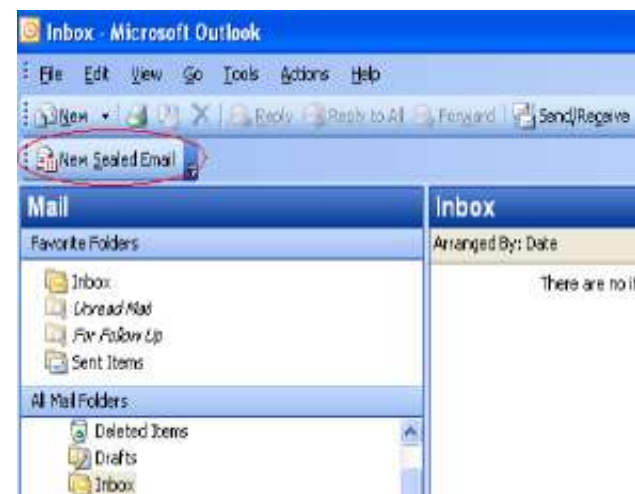 Inbox - Microsoft Outlook
File Edit View Go Tools Actions Help
New Reply Reply to All Forward Send/Receive
New Sealed Email
Mail
Inbox
Favorite Folders
Arranged By: Date
Inbox
There are no it
Unread Mail
For Follow Up
Sent Items
All Mail Folders
Deleted Items
Drafts
Inbox